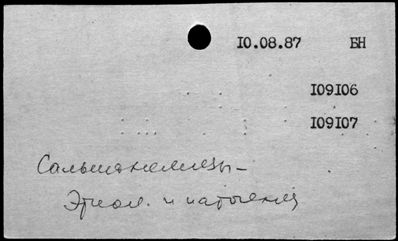 10.08.87 БН
109106
109107
Сальмонеллезы –
Этиол. и патогенез